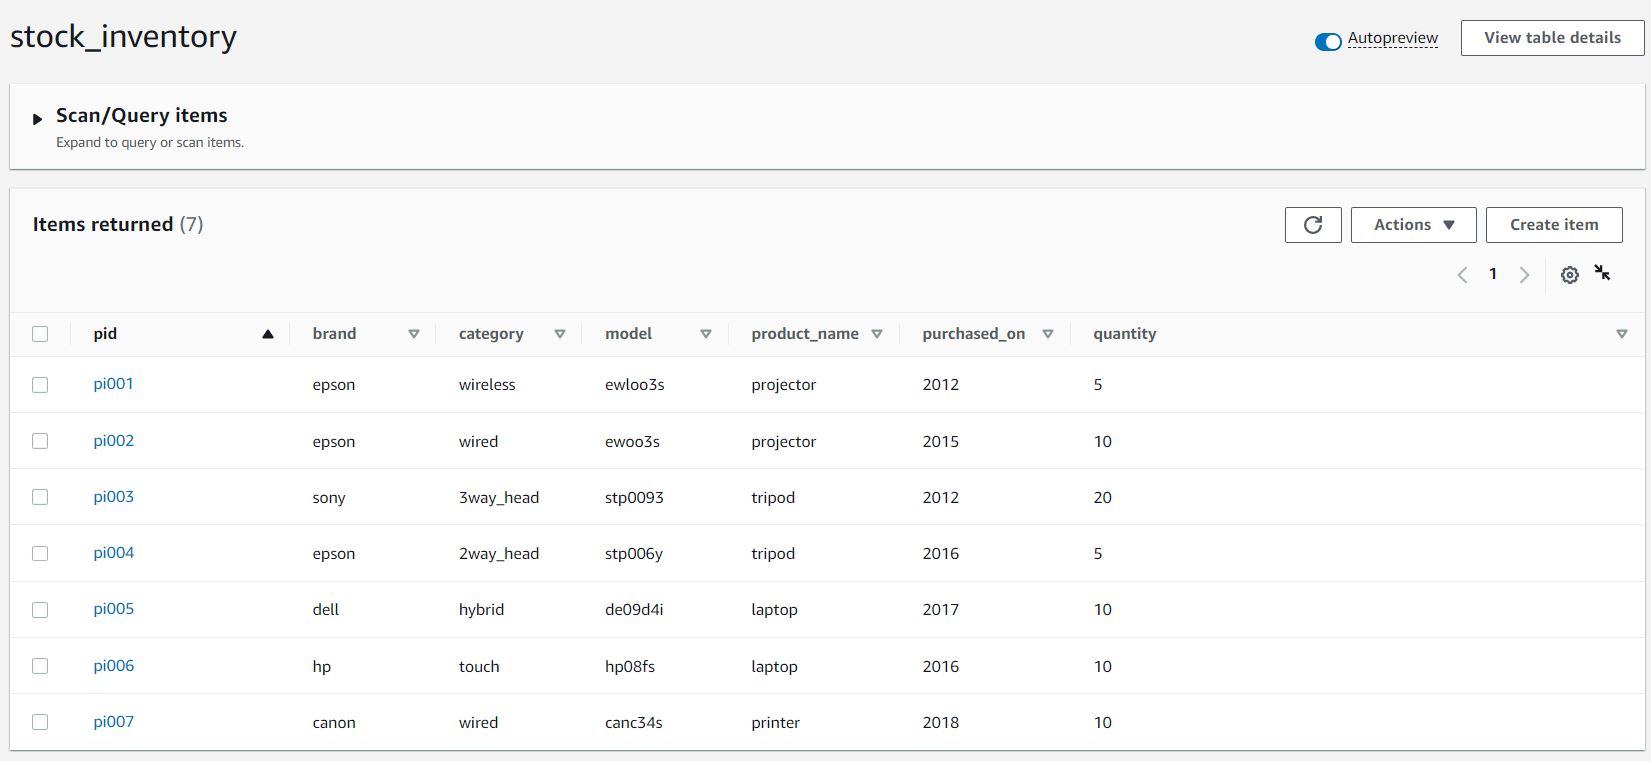 stock_inventory
Autopreview
View table details
Scan/Query items
Expand to query or scan items.
Items returned (7)
Actions
Create item
1
pid brand category model product_name purchased_on quantity
pi001 epson wireless ewloo3s projector 2012 5
pi002 epson wired ewoo3s projector 2015 10
pi003 sony 3way_head stp0093 tripod 2012 20
pi004 epson 2way_head stp006y tripod 2016 5
pi005 dell hybrid de09d4i laptop 2017 10
pi006 hp touch hp08fs laptop 2016 10
pi007 canon wired canc34s printer 2018 10